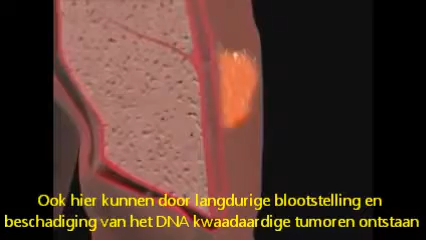 Ook hier kunnen door langdurige blootstelling en
beschadiging van het DNA kwaadaardige tumoren ontstaan